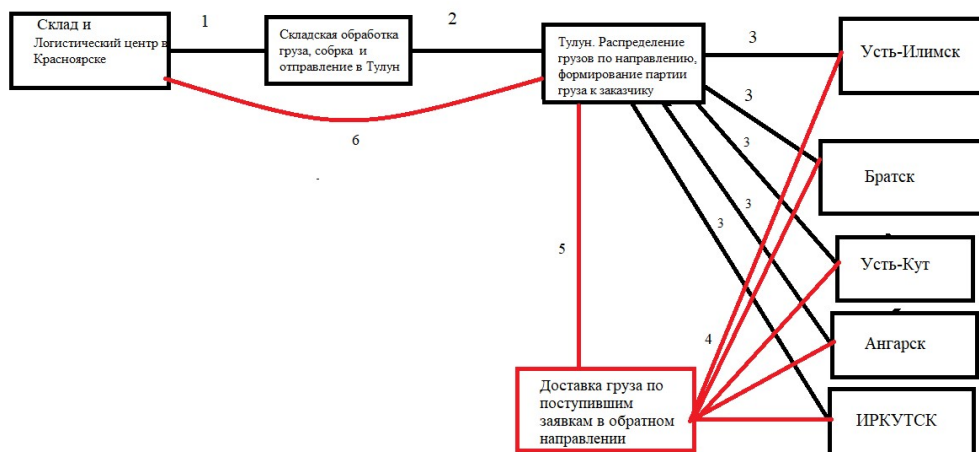 Склад и
Логистический центр в
Красноярске
1
Складская обработка
груза, собрка и
отправление в Тулун
2
Тулун. Распределение
грузов по направлению,
формирование партии
груза к заказчику
3
Усть-Илимск
3
Братск
3
Усть-Кут
3
Ангарск
3
ИРКУТСК
4
Доставка груза по
поступившим
заявкам в обратном
направлении
5
6